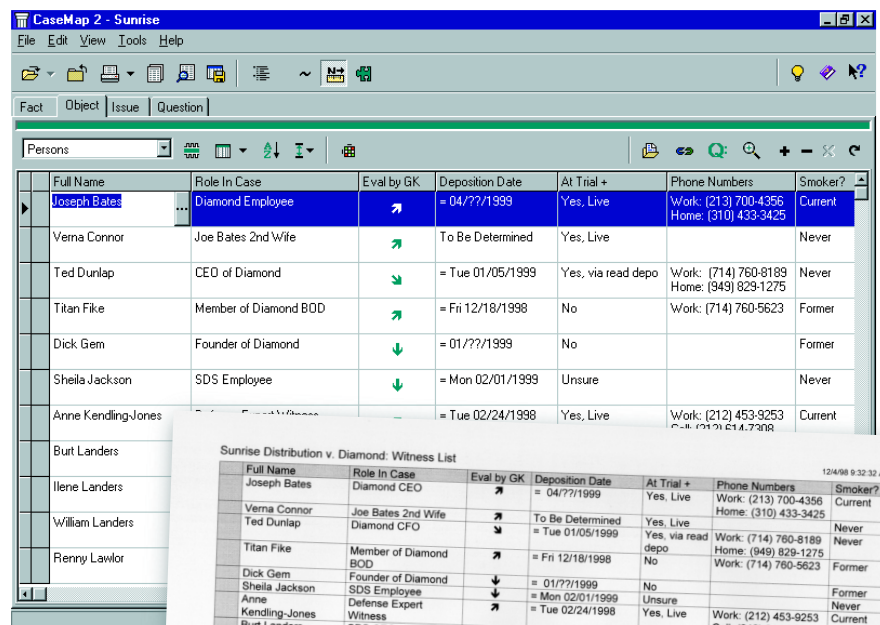 CaseMap 2 - Sunrise
File Edit View Tools Help
Fact Object Issue Question
Persons
Full Name Role In Case Eval by GK Deposition Date At Trial + Phone Numbers Smoker?
Joseph Bates ... Diamond Employee = 04/??/1999 Yes, Live Work: (213) 700-4356 Current
Home: (310) 433-3425
Verna Connor Joe Bates 2nd Wife To Be Determined Yes, Live Never
Ted Dunlap CEO of Diamond = Tue 01/05/1999 Yes, via read depo Work: (714) 760-8189 Never
Home: (949) 829-1275
Titan Fike Member of Diamond BOD = Fri 12/18/1998 No Work: (714) 760-5623 Former
Dick Gem Founder of Diamond = 01/??/1999 No Former
Sheila Jackson SDS Employee = Mon 02/01/1999 Unsure Never
Anne Kendling-Jones Defense Expert Witness = Tue 02/24/1998 Yes, Live Work: (212) 453-9253 Current
Cell: (212) 614-7308
Burt Landers
Ilene Landers
William Landers
Renny Lawlor
Sunrise Distribution v. Diamond: Witness List
12/4/98 9:32:32
Full Name Role In Case Eval by GK Deposition Date At Trial + Phone Numbers Smoker?
Joseph Bates Diamond CEO = 04/??/1999 Yes, Live Work: (213) 700-4356 Current
Home: (310) 433-3425
Verna Connor Joe Bates 2nd Wife To Be Determined Yes, Live Never
Ted Dunlap Diamond CFO = Tue 01/05/1999 Yes, via read Work: (714) 760-8189 Never
depo Home: (949) 829-1275
Titan Fike Member of Diamond = Fri 12/18/1998 No Work: (714) 760-5623 Former
BOD
Dick Gem Founder of Diamond = 01/??/1999 No Former
Sheila Jackson SDS Employee = Mon 02/01/1999 Unsure Never
Anne Defense Expert = Tue 02/24/1998 Yes, Live Work: (212) 453-9253 Current
Kendling-Jones Witness
Burt Landers